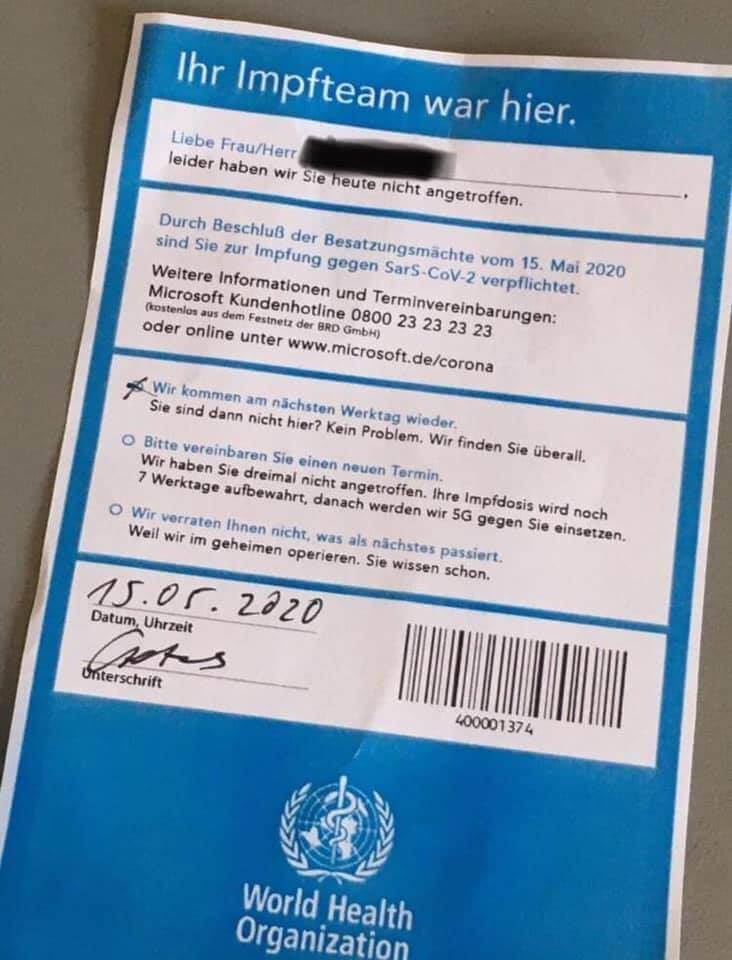 Ihr Impfteam war hier.
Liebe Frau/Herr
leider haben wir Sie heute nicht angetroffen.
Durch Beschluß der Besatzungsmächte vom 15. Mai 2020
sind Sie zur Impfung gegen SarS-CoV-2 verpflichtet.
Weitere Informationen und Terminvereinbarungen:
Microsoft Kundenhotline 0800 23 23 23 23
(kostenlos aus dem Festnetz der BRD GmbH)
oder online unter www.microsoft.de/corona
Wir kommen am nächsten Werktag wieder.
Sie sind dann nicht hier? Kein Problem. Wir finden Sie überall.
Bitte vereinbaren Sie einen neuen Termin.
Wir haben Sie dreimal nicht angetroffen. Ihre Impfdosis wird noch
7 Werktage aufbewahrt, danach werden wir 5G gegen Sie einsetzen.
Wir verraten Ihnen nicht, was als nächstes passiert.
Weil wir im geheimen operieren. Sie wissen schon.
15.05.2020
Datum, Uhrzeit
Unterschrift
400001374
World Health
Organization